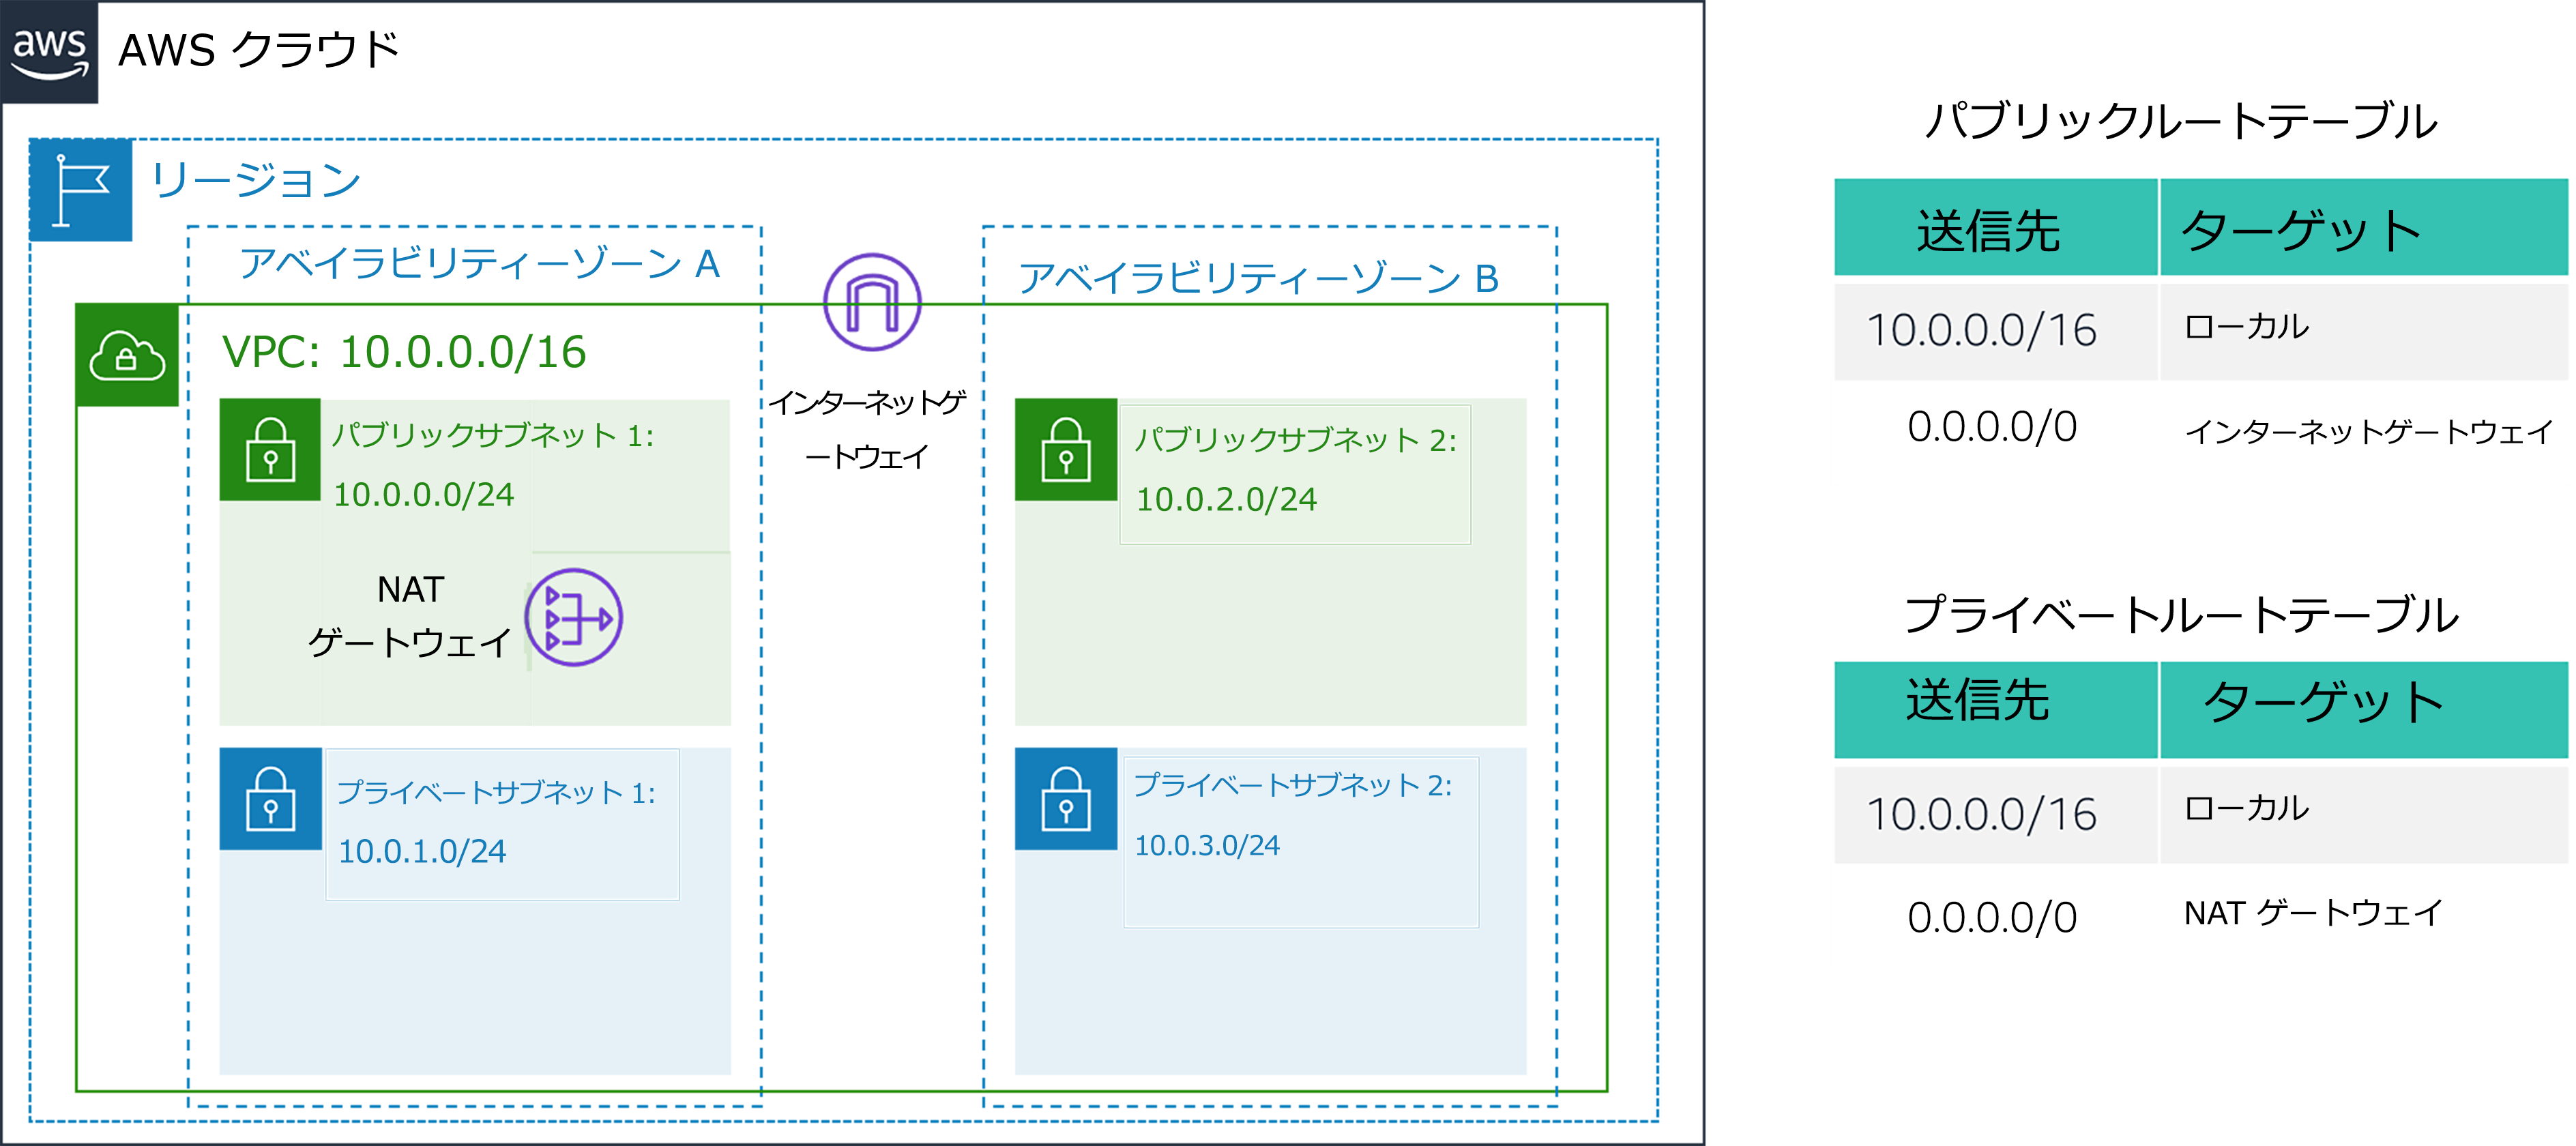 aws
AWS クラウド
リージョン
アベイラビリティーゾーン A
アベイラビリティーゾーン B
VPC: 10.0.0.0/16
インターネットゲ
ートウェイ
パブリックサブネット 1:
10.0.0.0/24
NAT
ゲートウェイ
パブリックサブネット 2:
10.0.2.0/24
プライベートサブネット 1:
10.0.1.0/24
プライベートサブネット 2:
10.0.3.0/24
パブリックルートテーブル
送信先 ターゲット
10.0.0.0/16 ローカル
0.0.0.0/0 インターネットゲートウェイ
プライベートルートテーブル
送信先 ターゲット
10.0.0.0/16 ローカル
0.0.0.0/0 NAT ゲートウェイ